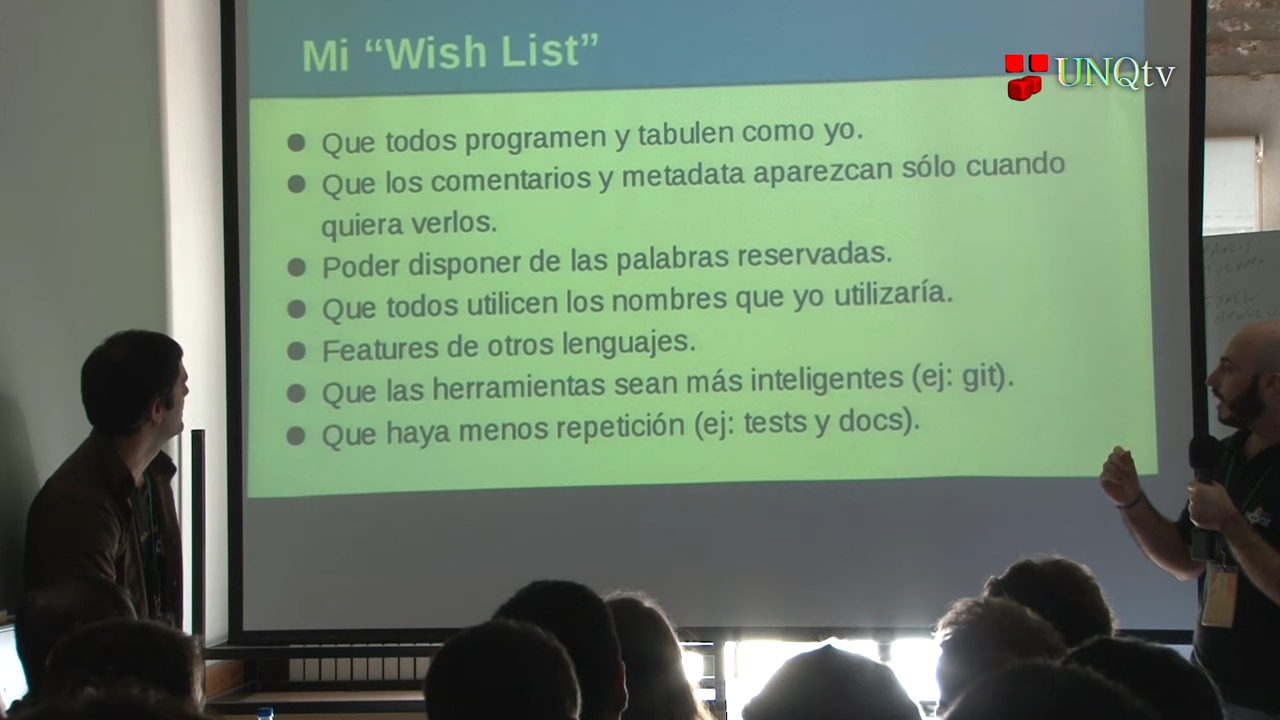 Mi “Wish List”
UNQtv
● Que todos programen y tabulen como yo.
● Que los comentarios y metadata aparezcan sólo cuando
quiera verlos.
● Poder disponer de las palabras reservadas.
● Que todos utilicen los nombres que yo utilizaría.
● Features de otros lenguajes.
● Que las herramientas sean más inteligentes (ej: git).
● Que haya menos repetición (ej: tests y docs).